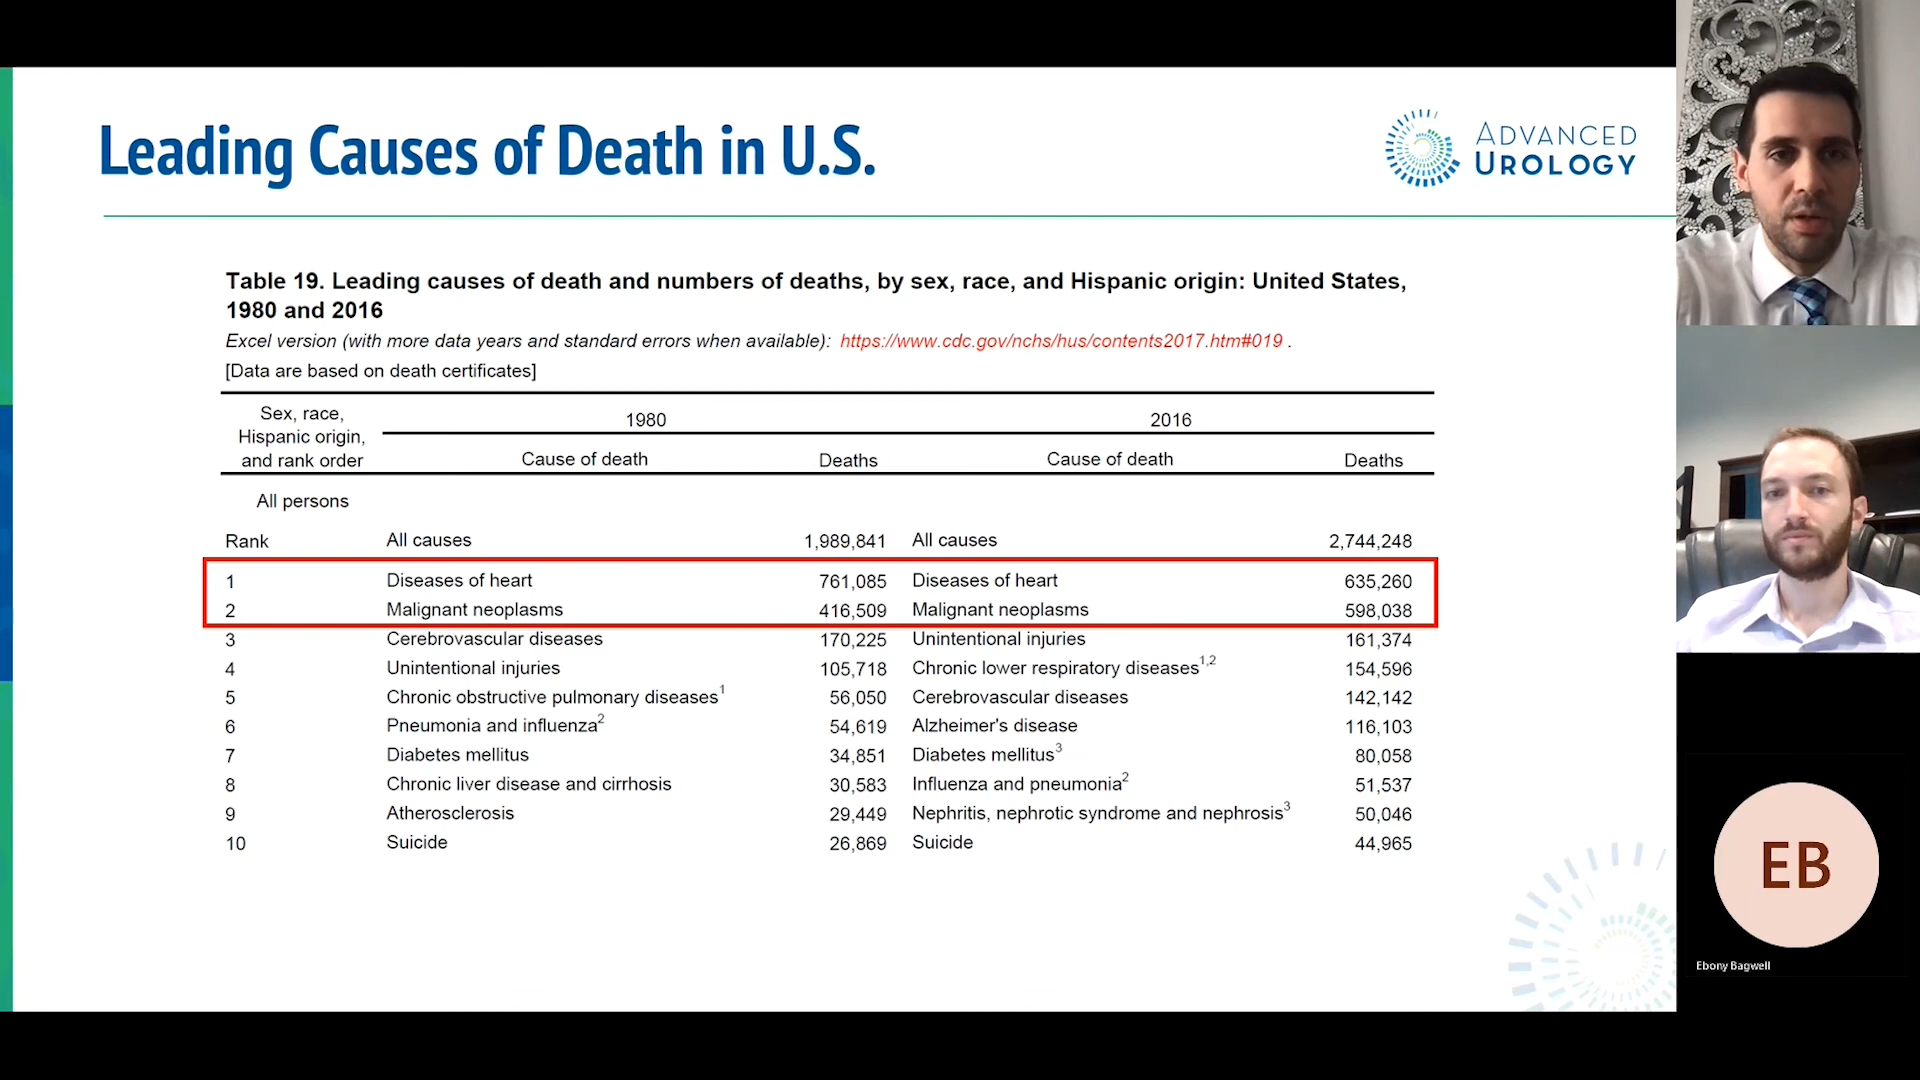 Leading Causes of Death in U.S.
ADVANCED
UROLOGY
Table 19. Leading causes of death and numbers of deaths, by sex, race, and Hispanic origin: United States,
1980 and 2016
Excel version (with more data years and standard errors when available): https://www.cdc.gov/nchs/hus/contents2017.htm#019 .
[Data are based on death certificates]
Sex, race,
Hispanic origin,
and rank order
1980
2016
Cause of death Deaths Cause of death Deaths
All persons
Rank All causes 1,989,841 All causes 2,744,248
1 Diseases of heart 761,085 Diseases of heart 635,260
2 Malignant neoplasms 416,509 Malignant neoplasms 598,038
3 Cerebrovascular diseases 170,225 Unintentional injuries 161,374
4 Unintentional injuries 105,718 Chronic lower respiratory diseases1,2 154,596
5 Chronic obstructive pulmonary diseases1 56,050 Cerebrovascular diseases 142,142
6 Pneumonia and influenza2 54,619 Alzheimer's disease 116,103
7 Diabetes mellitus 34,851 Diabetes mellitus3 80,058
8 Chronic liver disease and cirrhosis 30,583 Influenza and pneumonia2 51,537
9 Atherosclerosis 29,449 Nephritis, nephrotic syndrome and nephrosis3 50,046
10 Suicide 26,869 Suicide 44,965
EB
Ebony Bagwell